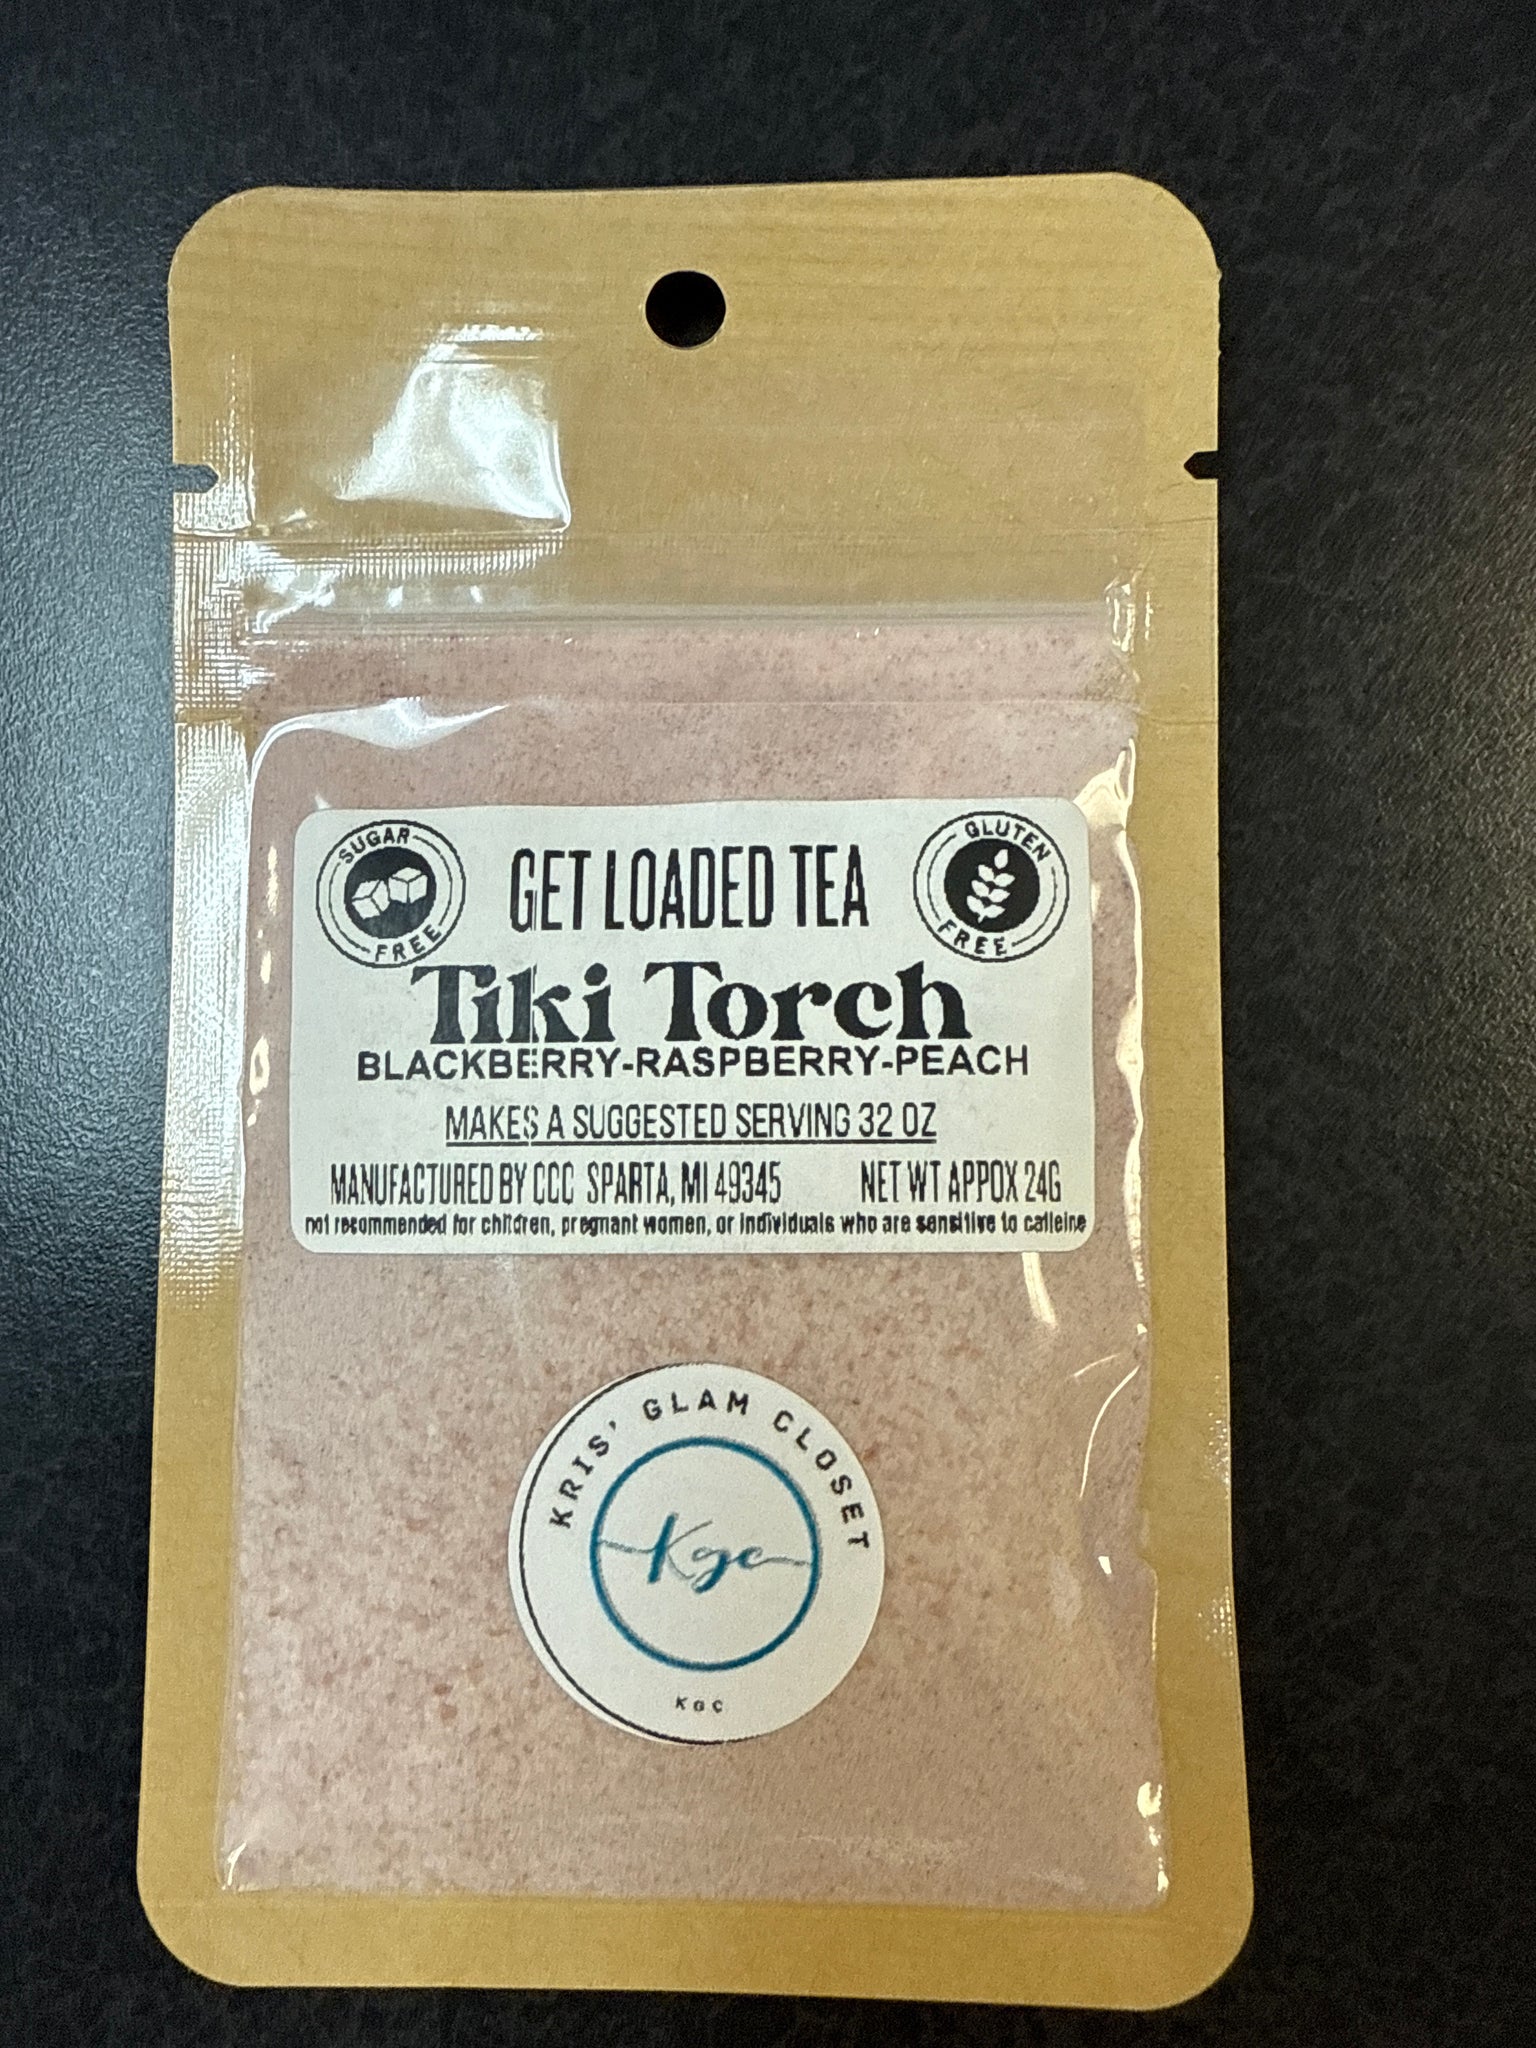 SUGAR
FREE
GET LOADED TEA
GLUTEN
FREE
Tiki Torch
BLACKBERRY-RASPBERRY-PEACH
MAKES A SUGGESTED SERVING 32 OZ
MANUFACTURED BY CCC SPARTA, MI 49345 NET WT APPOX 24G
not recommended for children, pregnant women, or individuals who are sensitive to caffeine
KRIS' GLAM CLOSET
Kgc
KGC